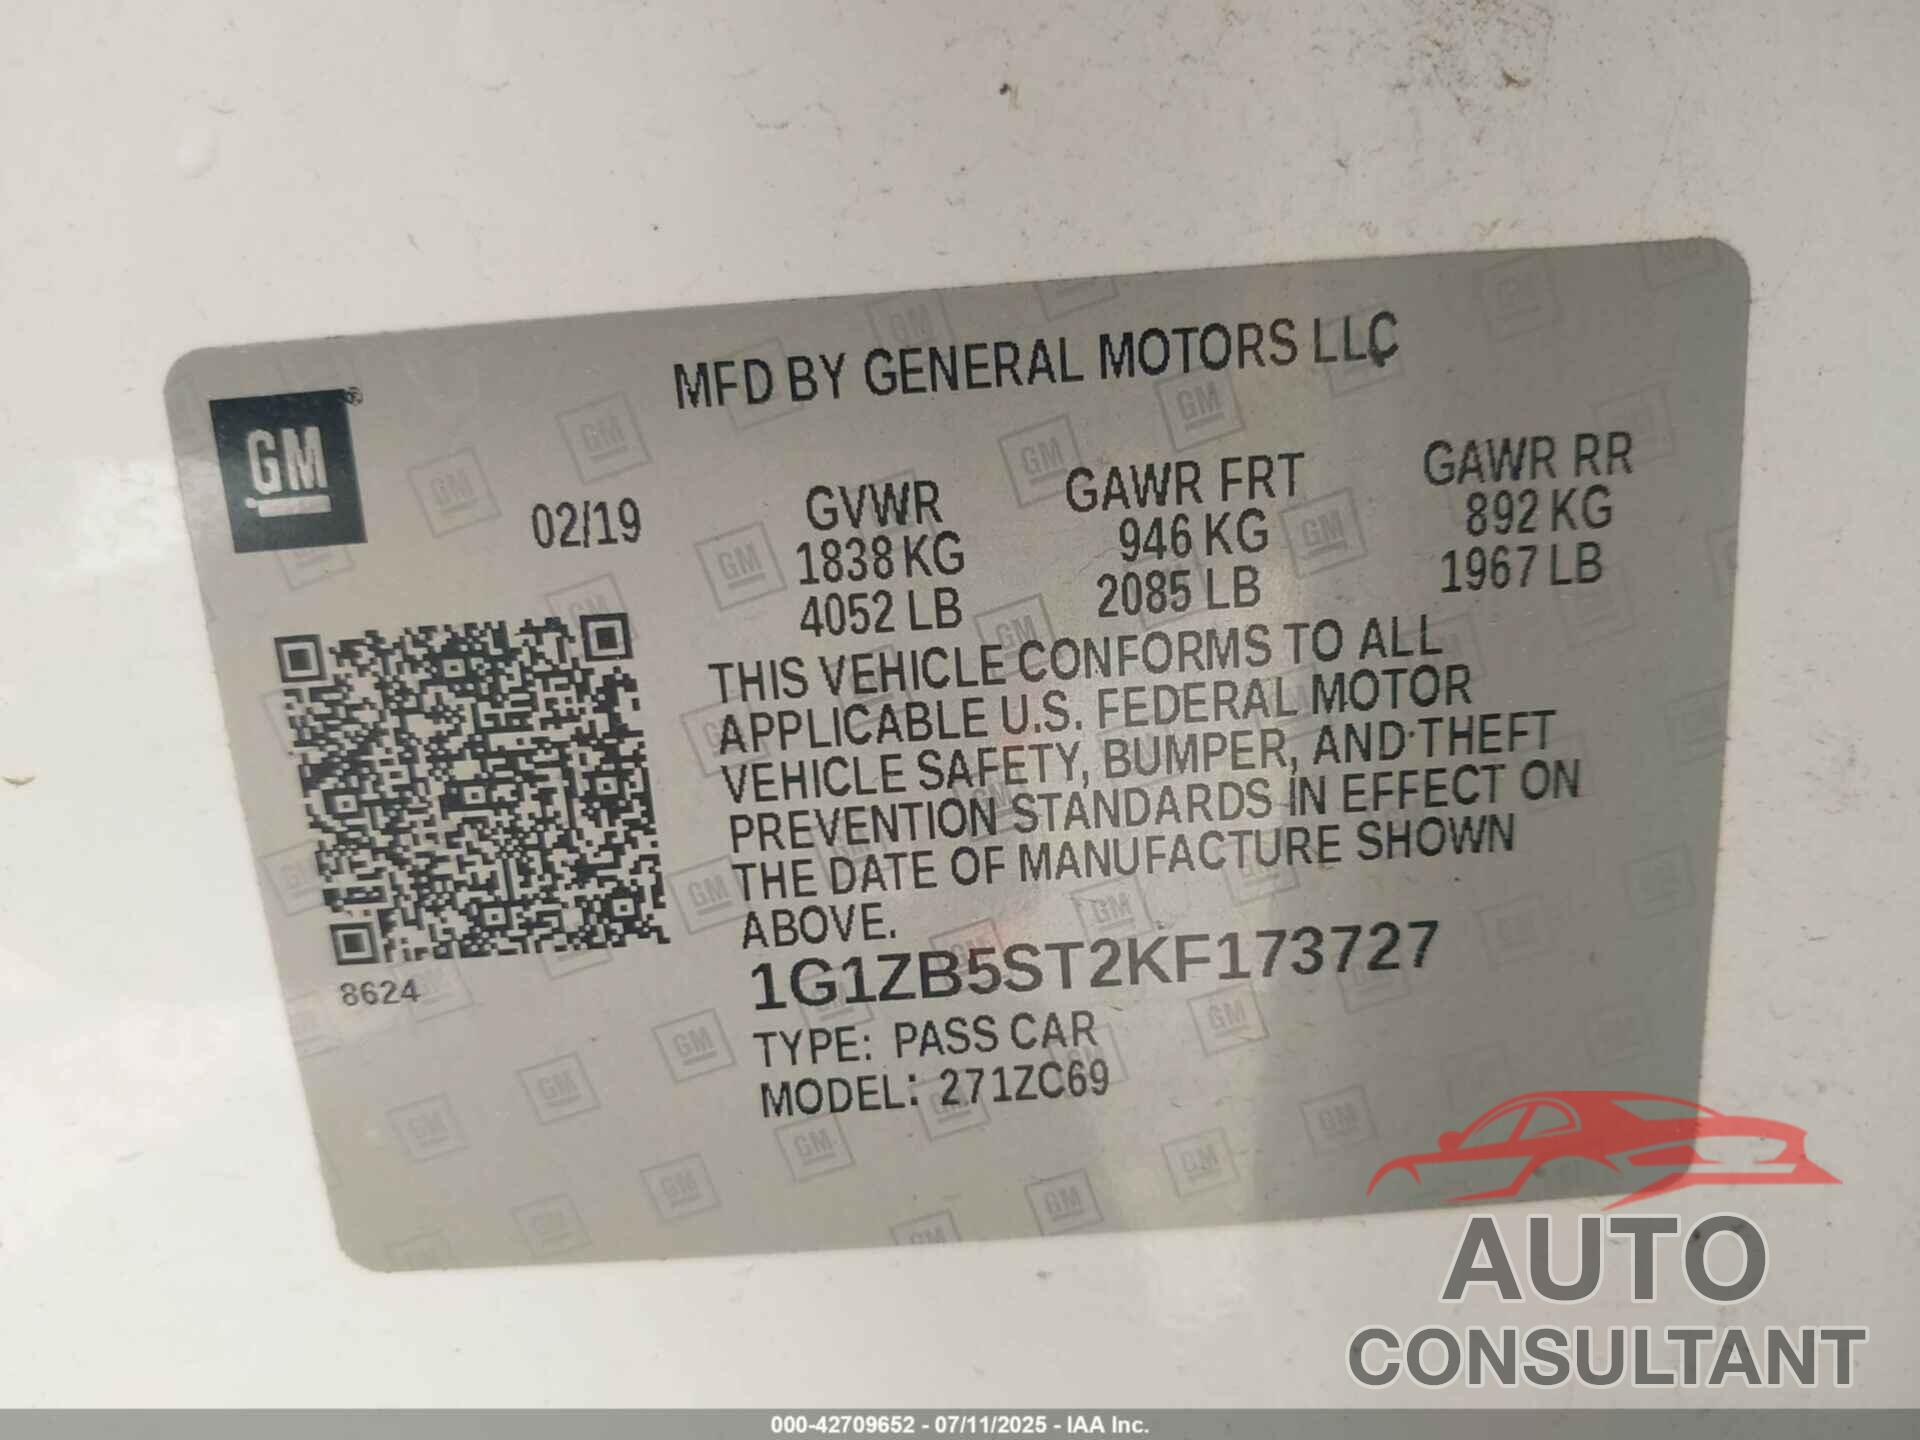 MFD BY GENERAL MOTORS LLC
GM ®
02/19
GVWR GAWR FRT GAWR RR
1838 KG 946 KG 892 KG
4052 LB 2085 LB 1967 LB
THIS VEHICLE CONFORMS TO ALL
APPLICABLE U.S. FEDERAL MOTOR
VEHICLE SAFETY, BUMPER, AND THEFT
PREVENTION STANDARDS IN EFFECT ON
THE DATE OF MANUFACTURE SHOWN
ABOVE.
8624
1G1ZB5ST2KF173727
TYPE: PASS CAR
MODEL: 271ZC69
AUTO
CONSULTANT
000-42709652 - 07/11/2025 - IAA Inc.